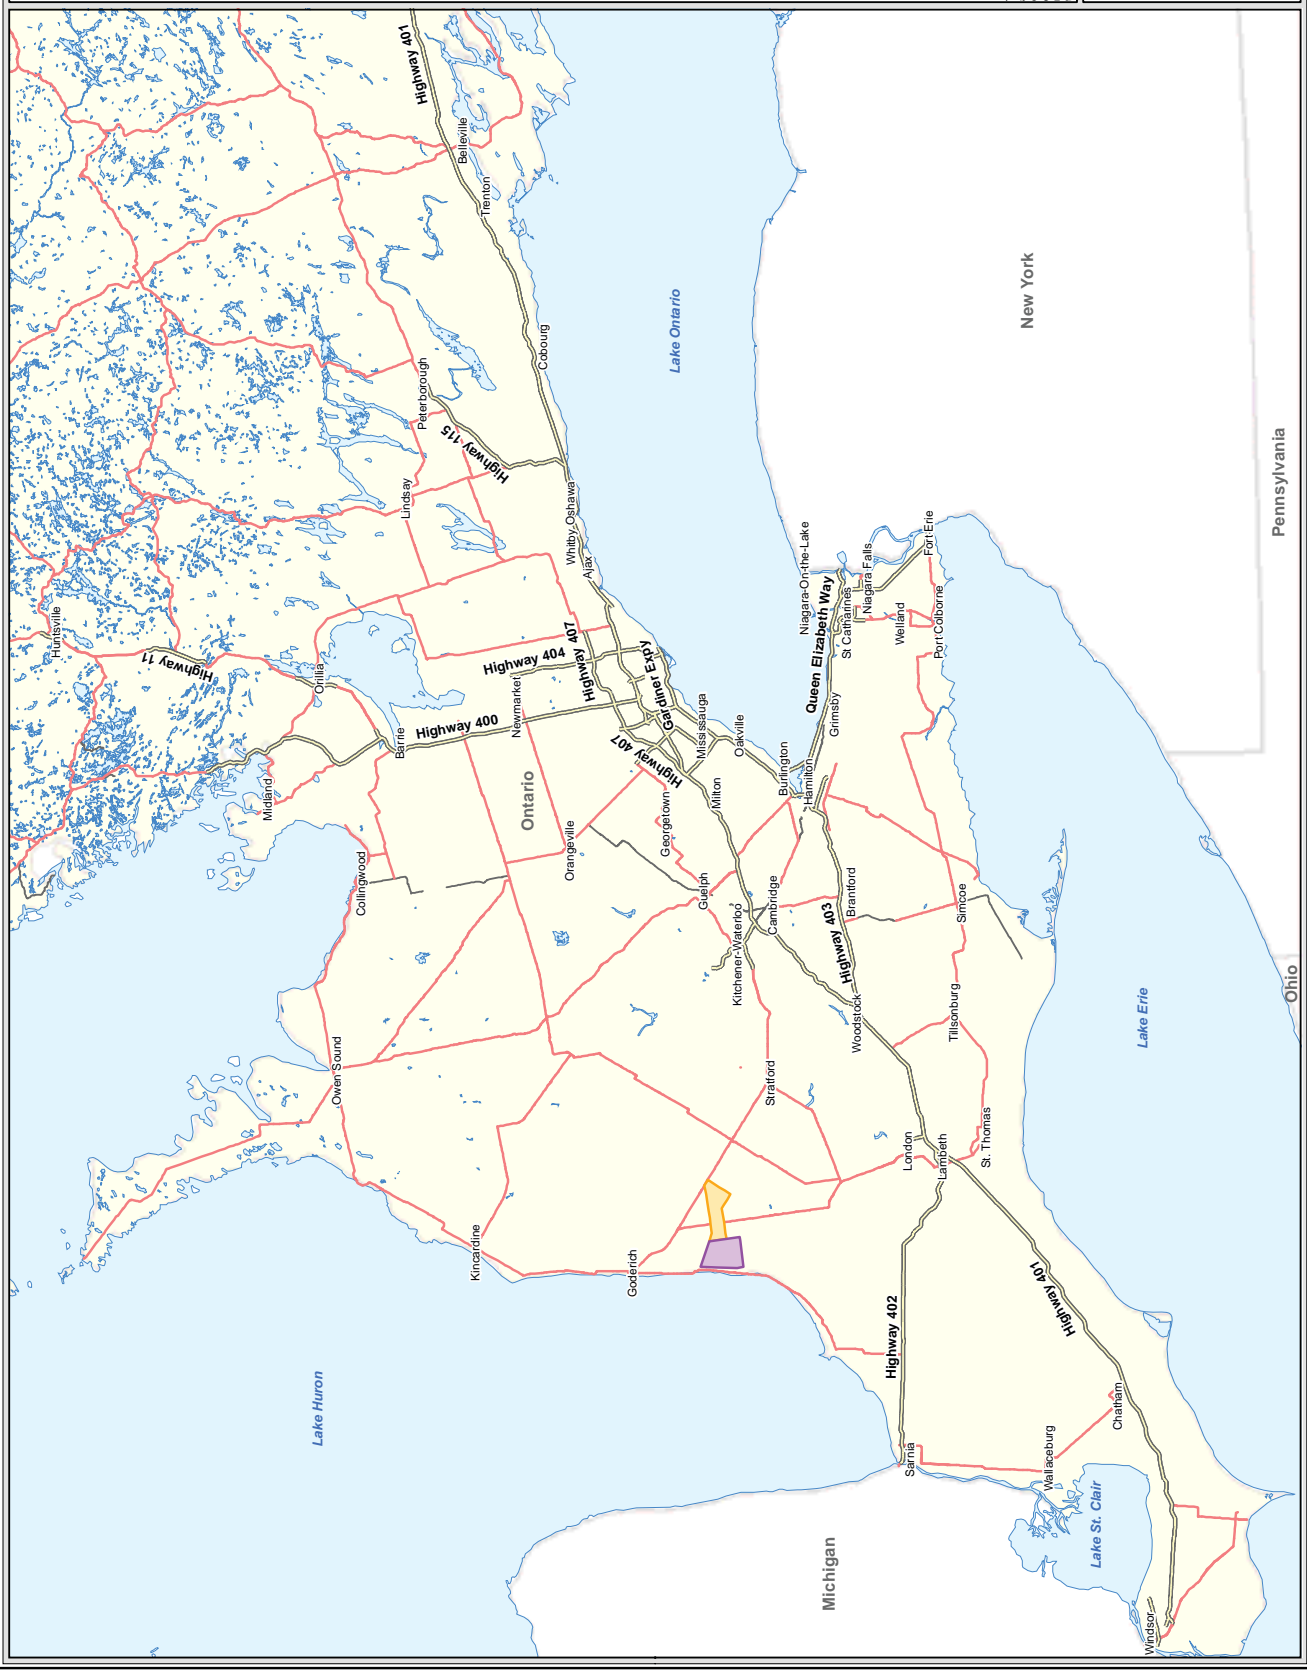 Highway 401
Belleville
Trenton
Cobourg
Lake Ontario
New York
Pennsylvania
Peterborough
Highway 115
Lindsay
Whitby
Oshawa
Ajax
Huntsville
Highway 11
Orillia
Highway 404
Highway 407
Gardiner Expy
Niagara-On-the-Lake
Queen Elizabeth Way
St Catharines
Niagara Falls
Fort Erie
Welland
Port Colborne
Highway 400
Newmarket
Barrie
Midland
Ontario
Highway 407
Mississauga
Oakville
Milton
Burlington
Hamilton
Grimsby
Georgetown
Orangeville
Collingwood
Guelph
Kitchener-Waterloo
Cambridge
Brantford
Highway 403
Simcoe
Woodstock
Tillsonburg
Lake Erie
Ohio
Owen Sound
Stratford
London
Lambeth
St. Thomas
Kincardine
Goderich
Highway 402
Highway 401
Lake Huron
Sarnia
Chatham
Wallaceburg
Lake St. Clair
Michigan
Windsor